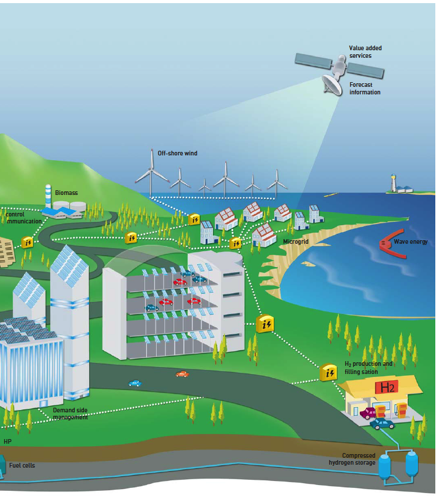 Value added
services
Forecast
information
Off-shore wind
Biomass
control
mmunication
Microgrid
Wave energy
H2 production and
filling station
H2
Demand side
management
HP
Fuel cells
Compressed
hydrogen storage